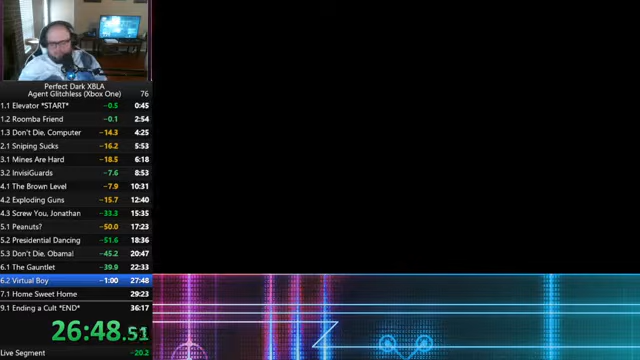 Perfect Dark XBLA
Agent Glitchless (Xbox One) 76
1.1 Elevator *START* −0.5 0:45
1.2 Roomba Friend −0.1 2:54
1.3 Don't Die, Computer −14.3 4:25
2.1 Sniping Sucks −16.2 5:53
3.1 Mines Are Hard −18.5 6:18
3.2 InvisiGuards −7.6 8:53
4.1 The Brown Level −7.9 10:31
4.2 Exploding Guns −15.7 12:40
4.3 Screw You, Jonathan −33.3 15:35
5.1 Peanuts? −50.0 17:23
5.2 Presidential Dancing −51.6 18:36
5.3 Don't Die, Obama! −45.2 20:47
6.1 The Gauntlet −39.9 22:33
6.2 Virtual Boy −1:00 27:48
7.1 Home Sweet Home 29:23
9.1 Ending a Cult *END* 36:17
26:48.51
Live Segment −20.2